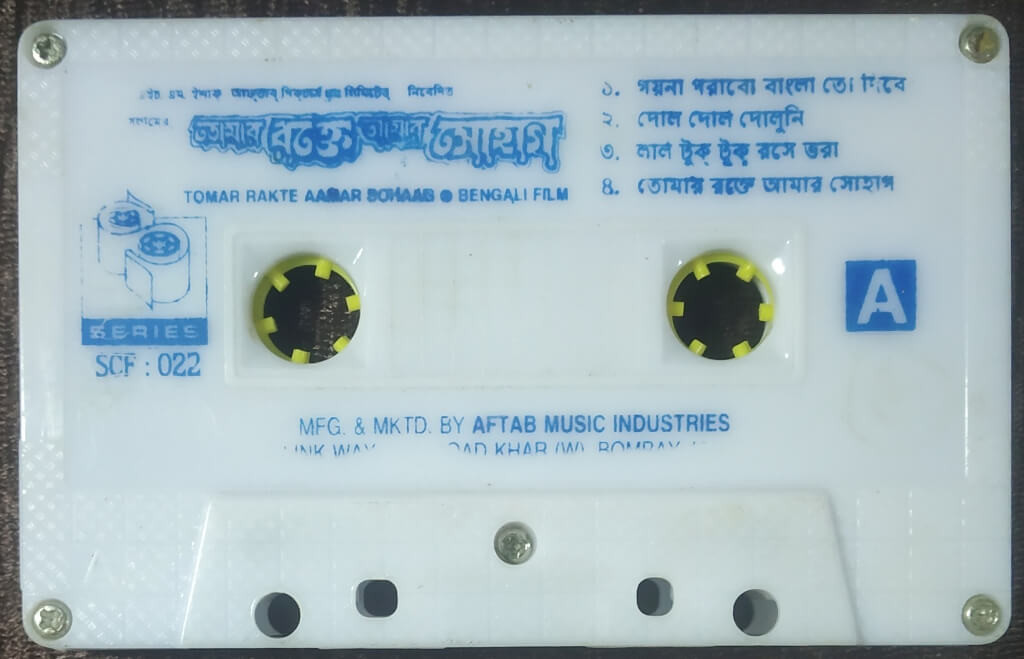 নিবেদিত
তোমার রক্তে আমার সোহাগ
TOMAR RAKTE AAMAR SOHAAG BENGALI FILM
১. গয়না পরাবো বাংলা তো
২. দোল দোল দোলুনি
৩. লাল টুক্ টুক্ রসে ভরা
৪. তোমার রক্তে আমার সোহাগ
SERIES
SCF : 022
A
MFG. & MKTD. BY AFTAB MUSIC INDUSTRIES
KHAR (W), BOMBAY